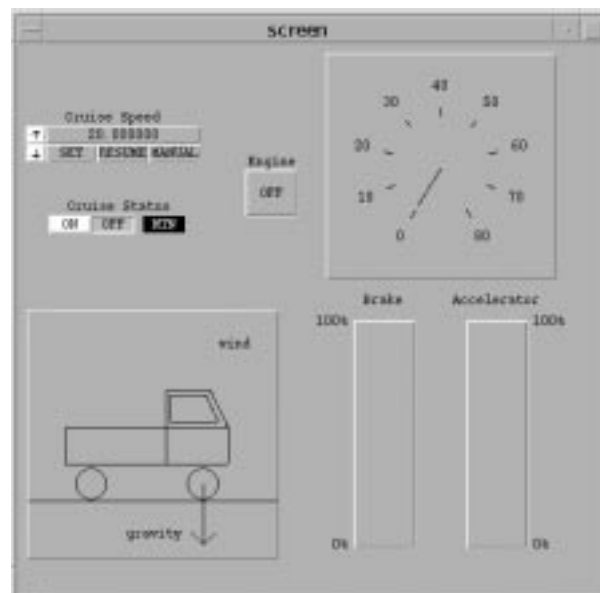 screen
Cruise Speed
20.000000
SET RESUME MANUAL
Cruise Status
ON OFF MIN
Engine
OFF
0 10 20 30 40 50 60 70 80
Brake
Accelerator
100%
0%
100%
0%
wind
gravity